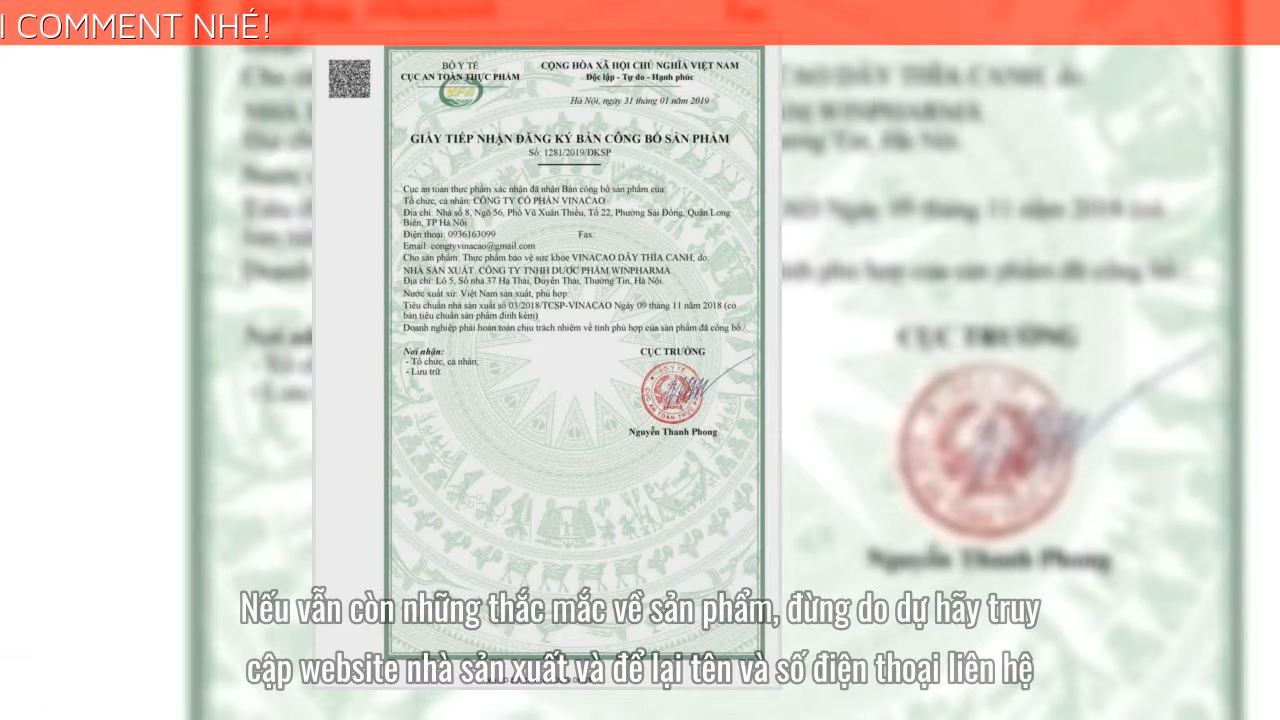 I COMMENT NHÉ!
BỘ Y TẾ
CỤC AN TOÀN THỰC PHẨM
CỘNG HÒA XÃ HỘI CHỦ NGHĨA VIỆT NAM
Độc lập - Tự do - Hạnh phúc
Hà Nội, ngày 31 tháng 01 năm 2019
GIẤY TIẾP NHẬN ĐĂNG KÝ BẢN CÔNG BỐ SẢN PHẨM
Số: 1281/2019/ĐKSP
Cục an toàn thực phẩm xác nhận đã nhận Bản công bố sản phẩm của:
Tổ chức, cá nhân: CÔNG TY CỔ PHẦN VINACAO
Địa chỉ: Nhà số 8, Ngõ 56, Phố Vũ Xuân Thiều, Tổ 22, Phường Sài Đồng, Quận Long
Biên, TP Hà Nội
Điện thoại: 0936163099 Fax:
Email: congtyvinacao@gmail.com
Cho sản phẩm: Thực phẩm bảo vệ sức khỏe VINACAO DÂY THÌA CANH, do:
NHÀ SẢN XUẤT: CÔNG TY TNHH DƯỢC PHẨM WINPHARMA
Địa chỉ: Lô 5, Số nhà 37 Hạ Thái, Duyên Thái, Thường Tín, Hà Nội.
Nước xuất xứ: Việt Nam sản xuất, phù hợp:
Tiêu chuẩn nhà sản xuất số 03/2018/TCSP-VINACAO Ngày 09 tháng 11 năm 2018 (có
bản tiêu chuẩn sản phẩm đính kèm)
Doanh nghiệp phải hoàn toàn chịu trách nhiệm về tính phù hợp của sản phẩm đã công bố./.
Nơi nhận:
- Tổ chức, cá nhân;
- Lưu trữ.
CỤC TRƯỞNG
BỘ Y TẾ
CỤC AN TOÀN THỰC PHẨM
Nguyễn Thanh Phong
Nếu vẫn còn những thắc mắc về sản phẩm, đừng do dự hãy truy
cập website nhà sản xuất và để lại tên và số điện thoại liên hệ